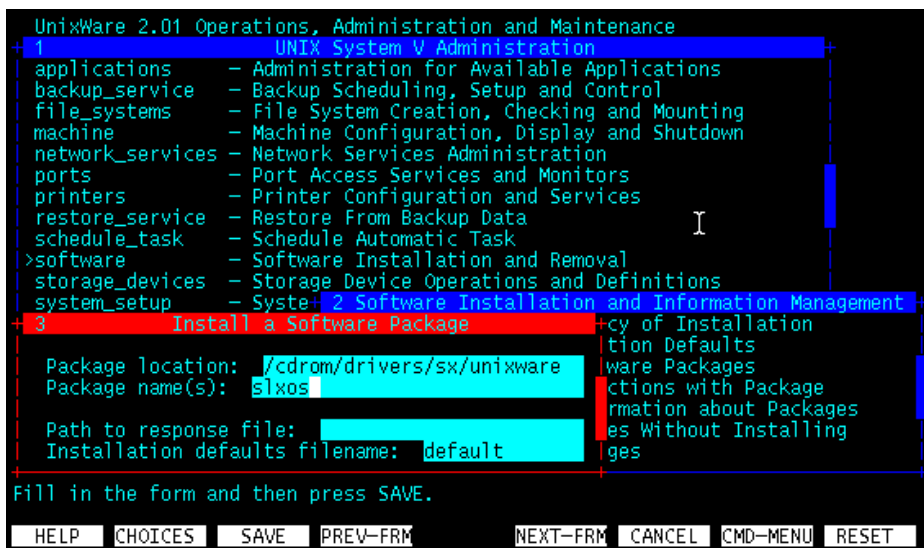 UnixWare 2.01 Operations, Administration and Maintenance
1 UNIX System V Administration
applications – Administration for Available Applications
backup_service – Backup Scheduling, Setup and Control
file_systems – File System Creation, Checking and Mounting
machine – Machine Configuration, Display and Shutdown
network_services – Network Services Administration
ports – Port Access Services and Monitors
printers – Printer Configuration and Services
restore_service – Restore From Backup Data
schedule_task – Schedule Automatic Task
>software – Software Installation and Removal
storage_devices – Storage Device Operations and Definitions
system_setup – Syste
2 Software Installation and Information Management
3 Install a Software Package
cy of Installation
tion Defaults
Package location: /cdrom/drivers/sx/unixware
ware Packages
Package name(s): slxos
ctions with Package
rmation about Packages
Path to response file:
es Without Installing
Installation defaults filename: default
ges
Fill in the form and then press SAVE.
HELP CHOICES SAVE PREV–FRM NEXT–FRM CANCEL CMD–MENU RESET